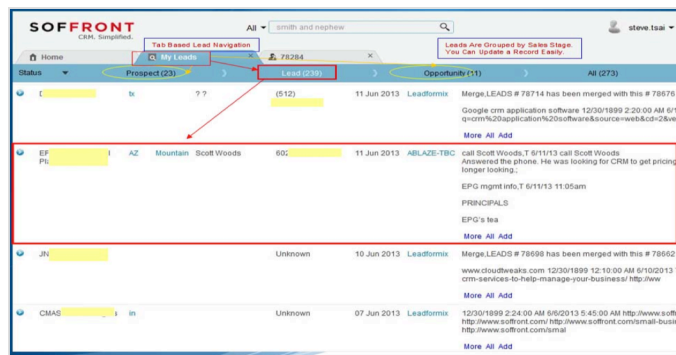 SOFFRONT
CRM. Simplified.
All smith and nephew
steve.tsai
Tab Based Lead Navigation
Leads Are Grouped by Sales Stage.
You Can Update a Record Easily.
Home My Leads × 78284 ×
Status Prospect (23) Lead (239) Opportunity (11) All (273)
tx ? ? (512) 11 Jun 2013 Leadformix Merge,LEADS # 78714 has been merged with this # 78676
Google crm application software 12/30/1899 2:20:00 AM 6/1
q=crm%20application%20software&source=web&cd=2&ve
More All Add
AZ Mountain Scott Woods 602 11 Jun 2013 ABLAZE-TBC call Scott Woods,T 6/11/13 call Scott Woods
Answered the phone. He was looking for CRM to get pricing
longer looking.;
EPG mgmt info,T 6/11/13 11:05am
PRINCIPALS
EPG's tea
More All Add
JN Unknown 10 Jun 2013 Leadformix Merge,LEADS # 78698 has been merged with this # 78662
www.cloudtweaks.com 12/30/1899 12:10:00 AM 6/10/2013
crm-services-to-help-manage-your-business/ http://ww
More All Add
CMAS in Unknown 07 Jun 2013 Leadformix 12/30/1899 2:24:00 AM 6/6/2013 5:45:00 AM http://www.soff
http://www.soffront.com/ http://www.soffront.com/small-busi
http://www.soffront.com/smal
More All Add